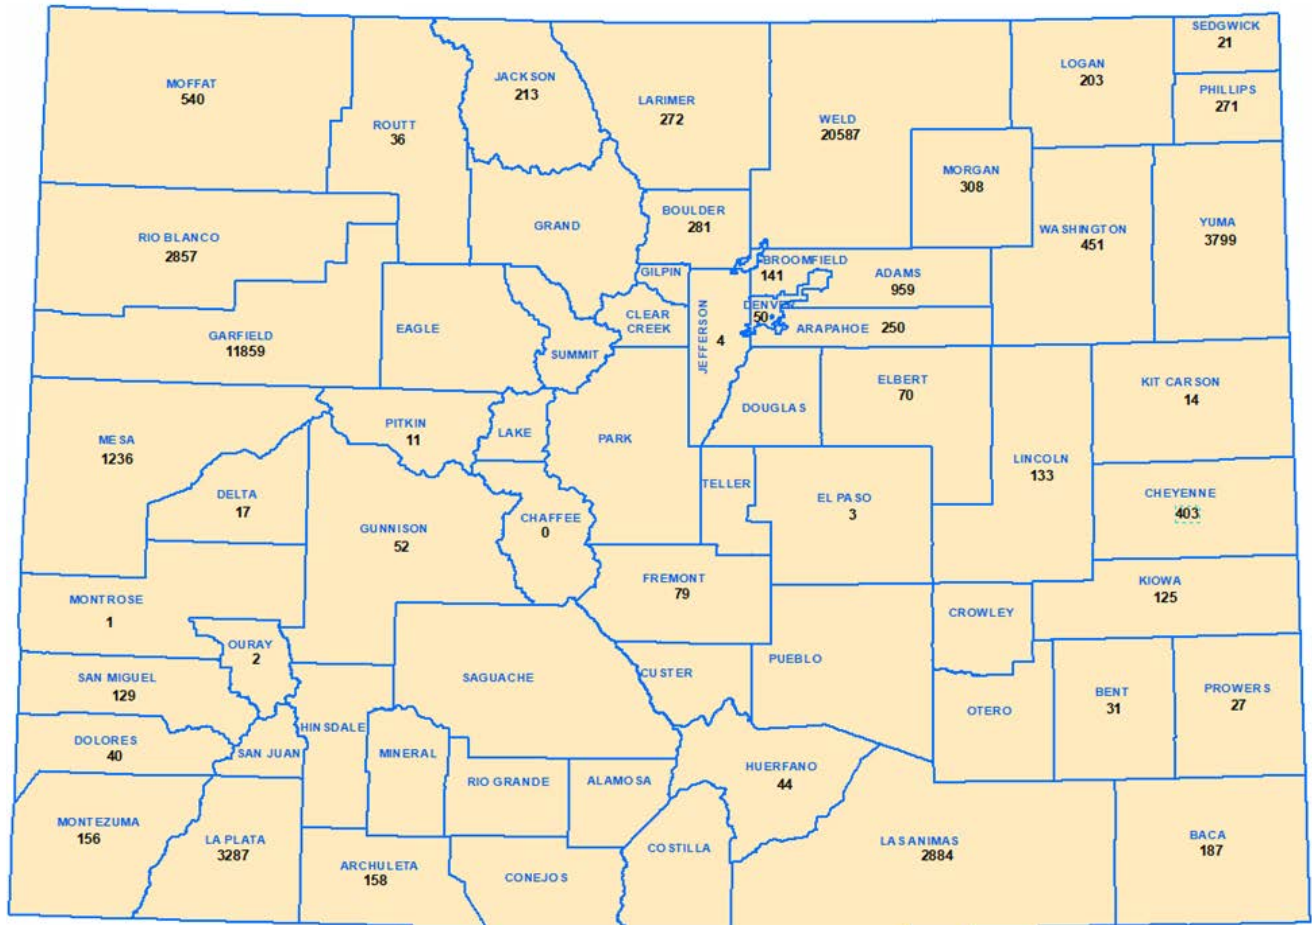 SEDGWICK
21
LOGAN
203
JACKSON
213
MOFFAT
540
PHILLIPS
271
LARIMER
272
WELD
20587
ROUTT
36
MORGAN
308
BOULDER
281
GRAND
YUMA
3799
WASHINGTON
451
RIO BLANCO
2857
BROOMFIELD
141
GILPIN
ADAMS
959
DENVER
50
CLEAR
CREEK
EAGLE
ARAPAHOE 250
GARFIELD
11859
JEFFERSON
4
SUMMIT
ELBERT
70
KIT CARSON
14
DOUGLAS
PITKIN
11
LAKE
PARK
MESA
1236
LINCOLN
133
TELLER
DELTA
17
EL PASO
3
CHEYENNE
403
CHAFFEE
0
GUNNISON
52
FREMONT
79
KIOWA
125
MONTROSE
1
CROWLEY
OURAY
2
PUEBLO
CUSTER
SAGUACHE
SAN MIGUEL
129
BENT
31
PROWERS
27
OTERO
HINSDALE
DOLORES
40
SAN JUAN
MINERAL
HUERFANO
44
RIO GRANDE
ALAMOSA
MONTEZUMA
156
LA PLATA
3287
LAS ANIMAS
2884
BACA
187
COSTILLA
ARCHULETA
158
CONEJOS